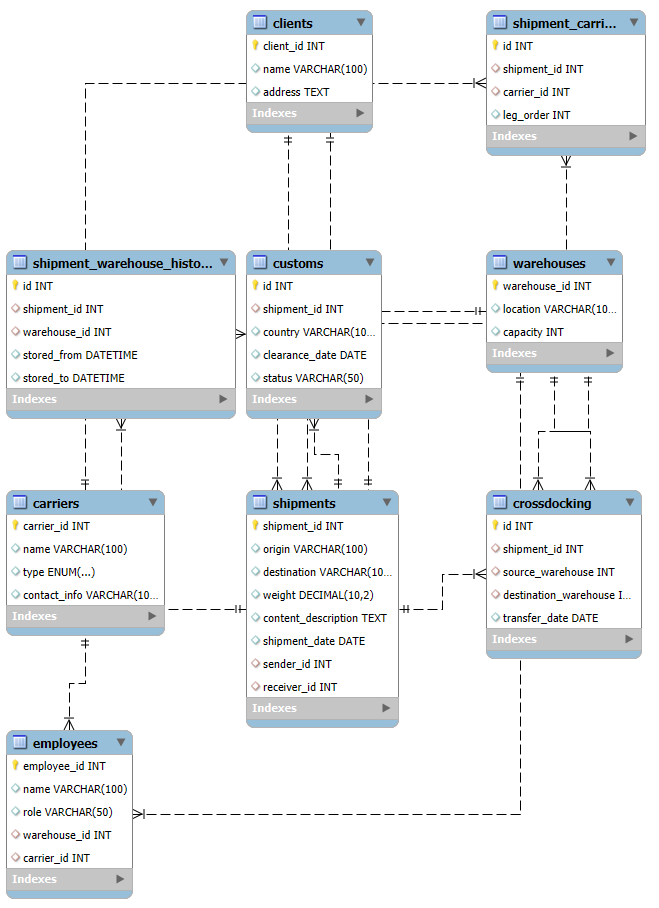 clients
client_id INT
name VARCHAR(100)
address TEXT
Indexes
shipment_carri...
id INT
shipment_id INT
carrier_id INT
leg_order INT
Indexes
shipment_warehouse_histo...
id INT
shipment_id INT
warehouse_id INT
stored_from DATETIME
stored_to DATETIME
Indexes
customs
id INT
shipment_id INT
country VARCHAR(10...
clearance_date DATE
status VARCHAR(50)
Indexes
warehouses
warehouse_id INT
location VARCHAR(10...
capacity INT
Indexes
carriers
carrier_id INT
name VARCHAR(100)
type ENUM(...)
contact_info VARCHAR(10...
Indexes
shipments
shipment_id INT
origin VARCHAR(100)
destination VARCHAR(10...
weight DECIMAL(10,2)
content_description TEXT
shipment_date DATE
sender_id INT
receiver_id INT
Indexes
crossdocking
id INT
shipment_id INT
source_warehouse INT
destination_warehouse I...
transfer_date DATE
Indexes
employees
employee_id INT
name VARCHAR(100)
role VARCHAR(50)
warehouse_id INT
carrier_id INT
Indexes